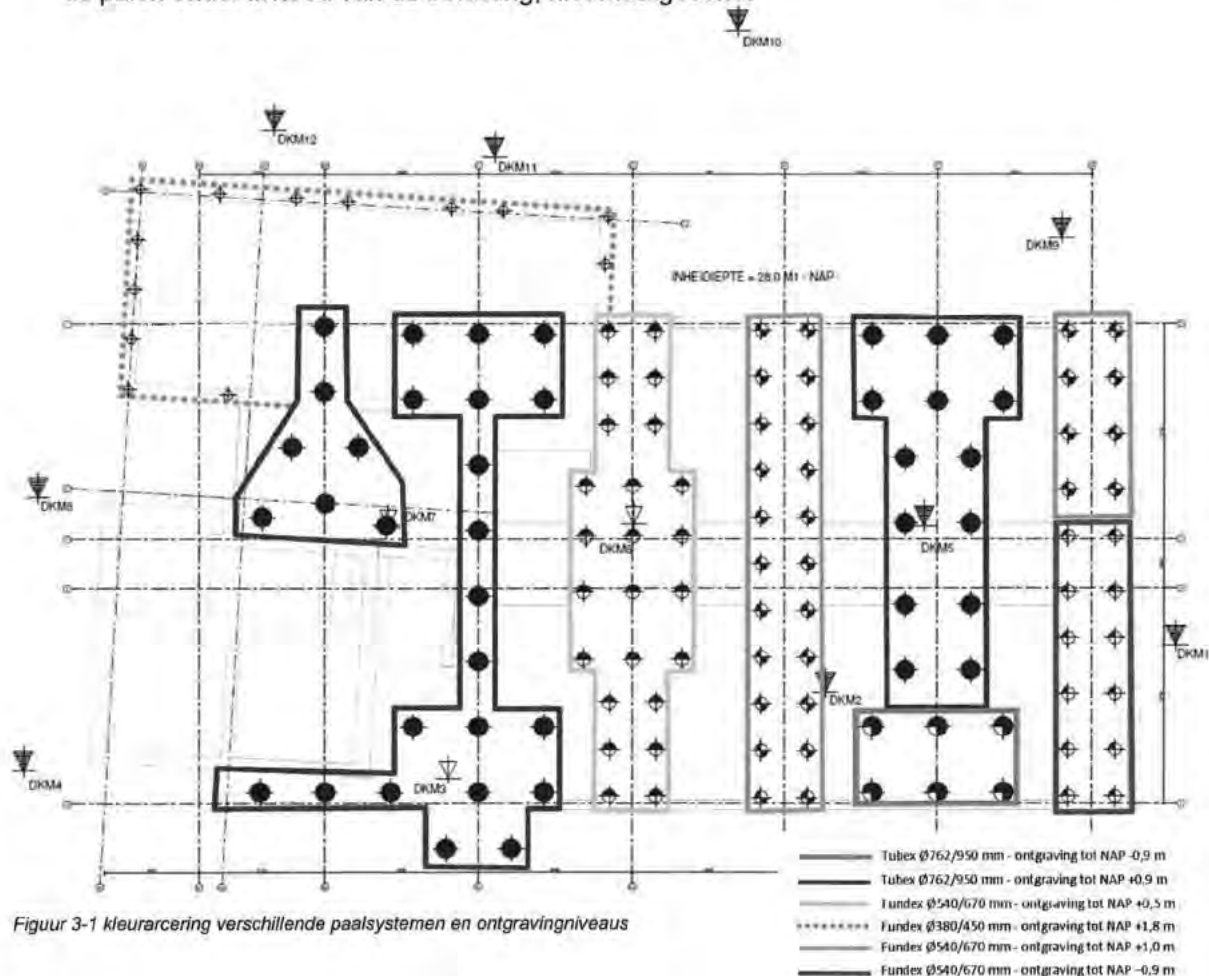 DKM10
DKM12
DKM11
DKM9
INHEIDIEPTE = 28.0 M1 - NAP
DKM7
DKM5
DKM1
DKM2
DKM4
DKM3
Tubex Ø762/950 mm - ontgraving tot NAP -0,9 m
Tubex Ø762/950 mm - ontgraving tot NAP +0,9 m
Fundex Ø540/670 mm - ontgraving tot NAP +0,5 m
Fundex Ø380/450 mm - ontgraving tot NAP +1,8 m
Fundex Ø540/670 mm - ontgraving tot NAP +1,0 m
Fundex Ø540/670 mm - ontgraving tot NAP -0,9 m
Figuur 3-1 kleurarcering verschillende paalsystemen en ontgravingniveaus